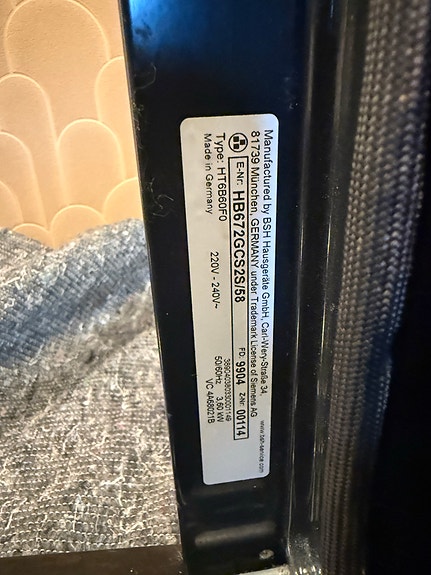 Manufactured by BSH Hausgeräte GmbH, Carl-Wery-Straße 34,
81739 München, GERMANY under Trademark License of Siemens AG
www.bsh-service.com
E-Nr. HB672GCS2S/58 FD. 9904 Z-Nr. 00114
Type: HT6B60F0 220V - 240V~ 50/60Hz 3,60 kW
Made in Germany VC 4A68021B